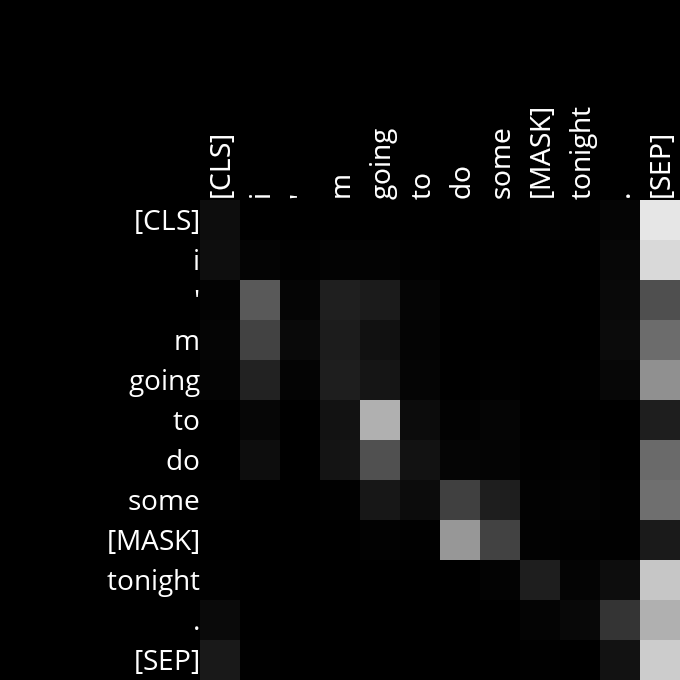 [CLS] i ' m going to do some [MASK] tonight . [SEP]
[CLS]
i
'
m
going
to
do
some
[MASK]
tonight
.
[SEP]